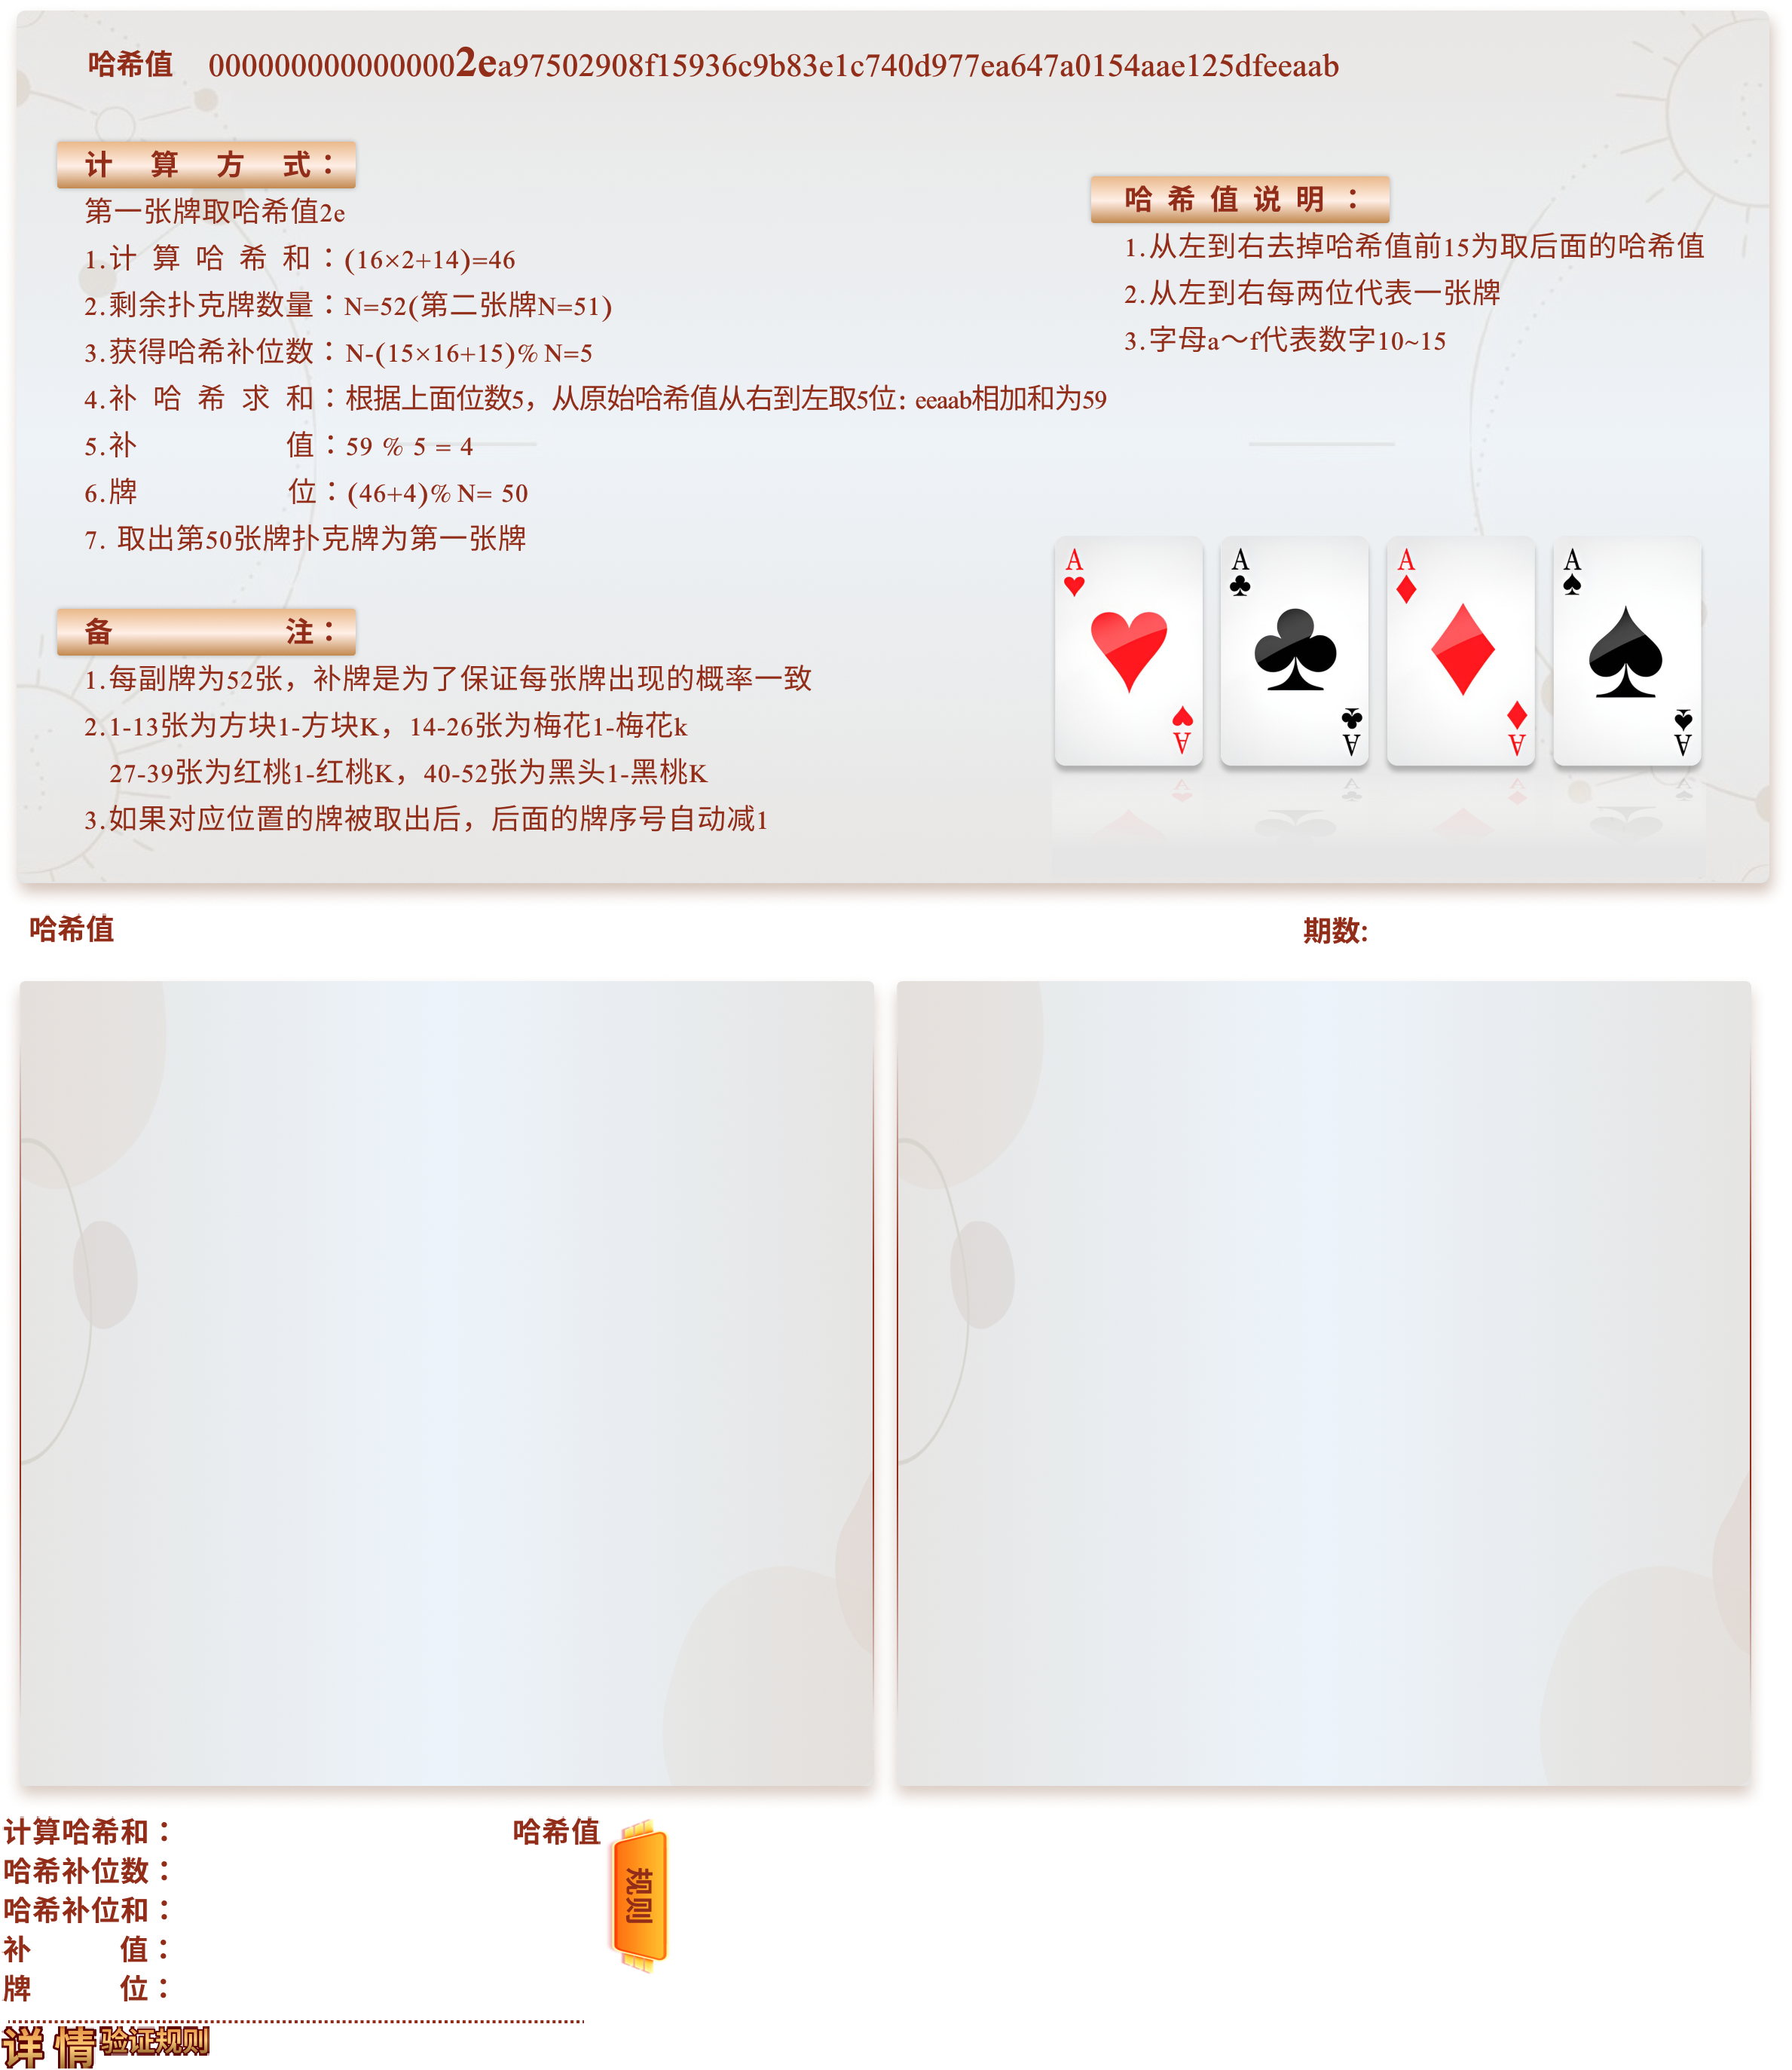 哈希值 0000000000000002ea97502908f15936c9b83e1c740d977ea647a0154aae125dfeeaab
计算方式：
第一张牌取哈希值2e
1.计算哈希和：(16×2+14)=46
2.剩余扑克牌数量：N=52(第二张牌N=51)
3.获得哈希补位数：N-(15×16+15)% N=5
4.补哈希求和：根据上面位数5，从原始哈希值从右到左取5位: eeaab相加和为59
5.补值：59 % 5 = 4
6.牌位：(46+4)% N= 50
7. 取出第50张牌扑克牌为第一张牌
哈希值说明：
1.从左到右去掉哈希值前15为取后面的哈希值
2.从左到右每两位代表一张牌
3.字母a～f代表数字10~15
备注：
1.每副牌为52张，补牌是为了保证每张牌出现的概率一致
2.1-13张为方块1-方块K，14-26张为梅花1-梅花k
27-39张为红桃1-红桃K，40-52张为黑头1-黑桃K
3.如果对应位置的牌被取出后，后面的牌序号自动减1
A A A A
A A A A
哈希值 期数:
计算哈希和：
哈希补位数：
哈希补位和：
补值：
牌位：
哈希值
规则
详情 验证规则